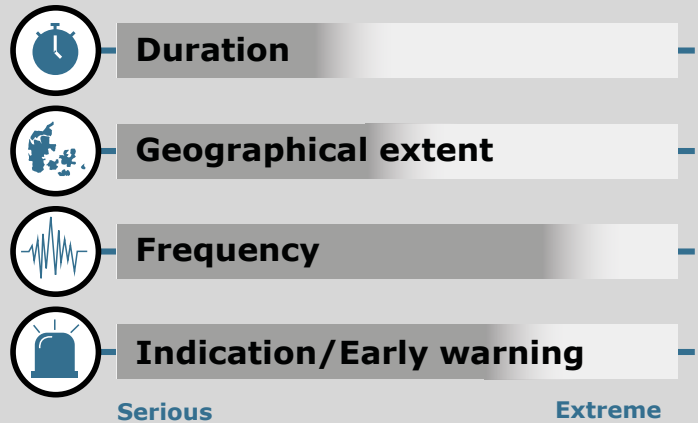 Duration
Geographical extent
Frequency
Indication/Early warning
Serious Extreme